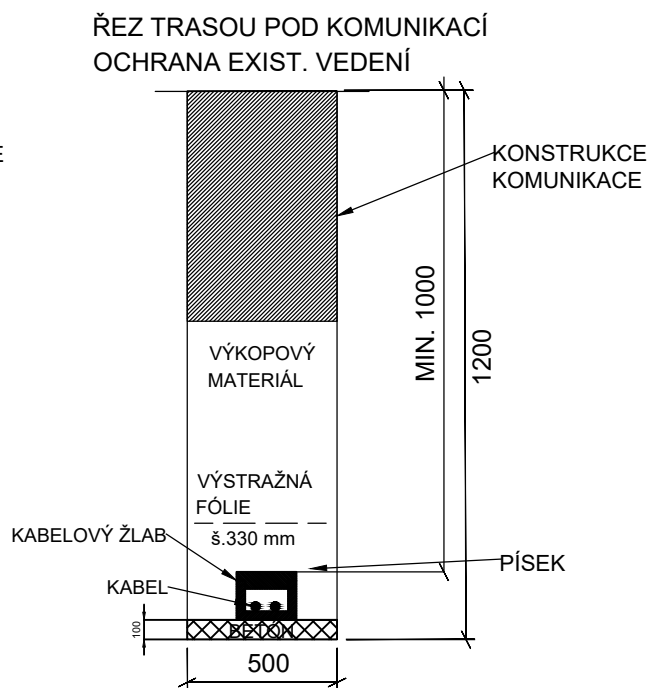 ŘEZ TRASOU POD KOMUNIKACÍ
OCHRANA EXIST. VEDENÍ
E
KONSTRUKCE
KOMUNIKACE
MIN. 1000
1200
VÝKOPOVÝ
MATERIÁL
VÝSTRAŽNÁ
FÓLIE
š.330 mm
KABELOVÝ ŽLAB
PÍSEK
KABEL
100
BETON
500